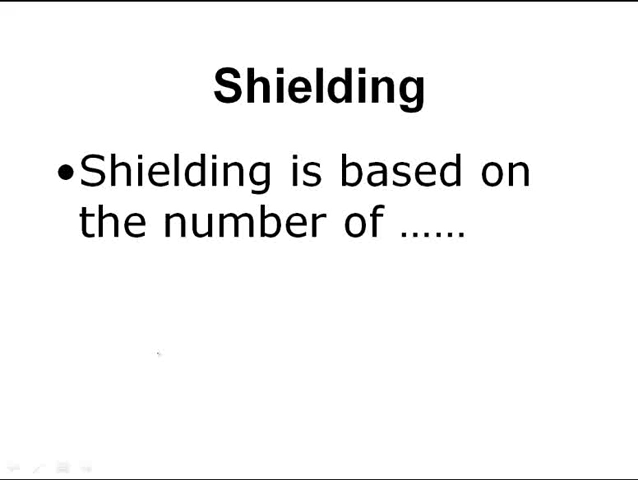 Shielding
•Shielding is based on
the number of ......